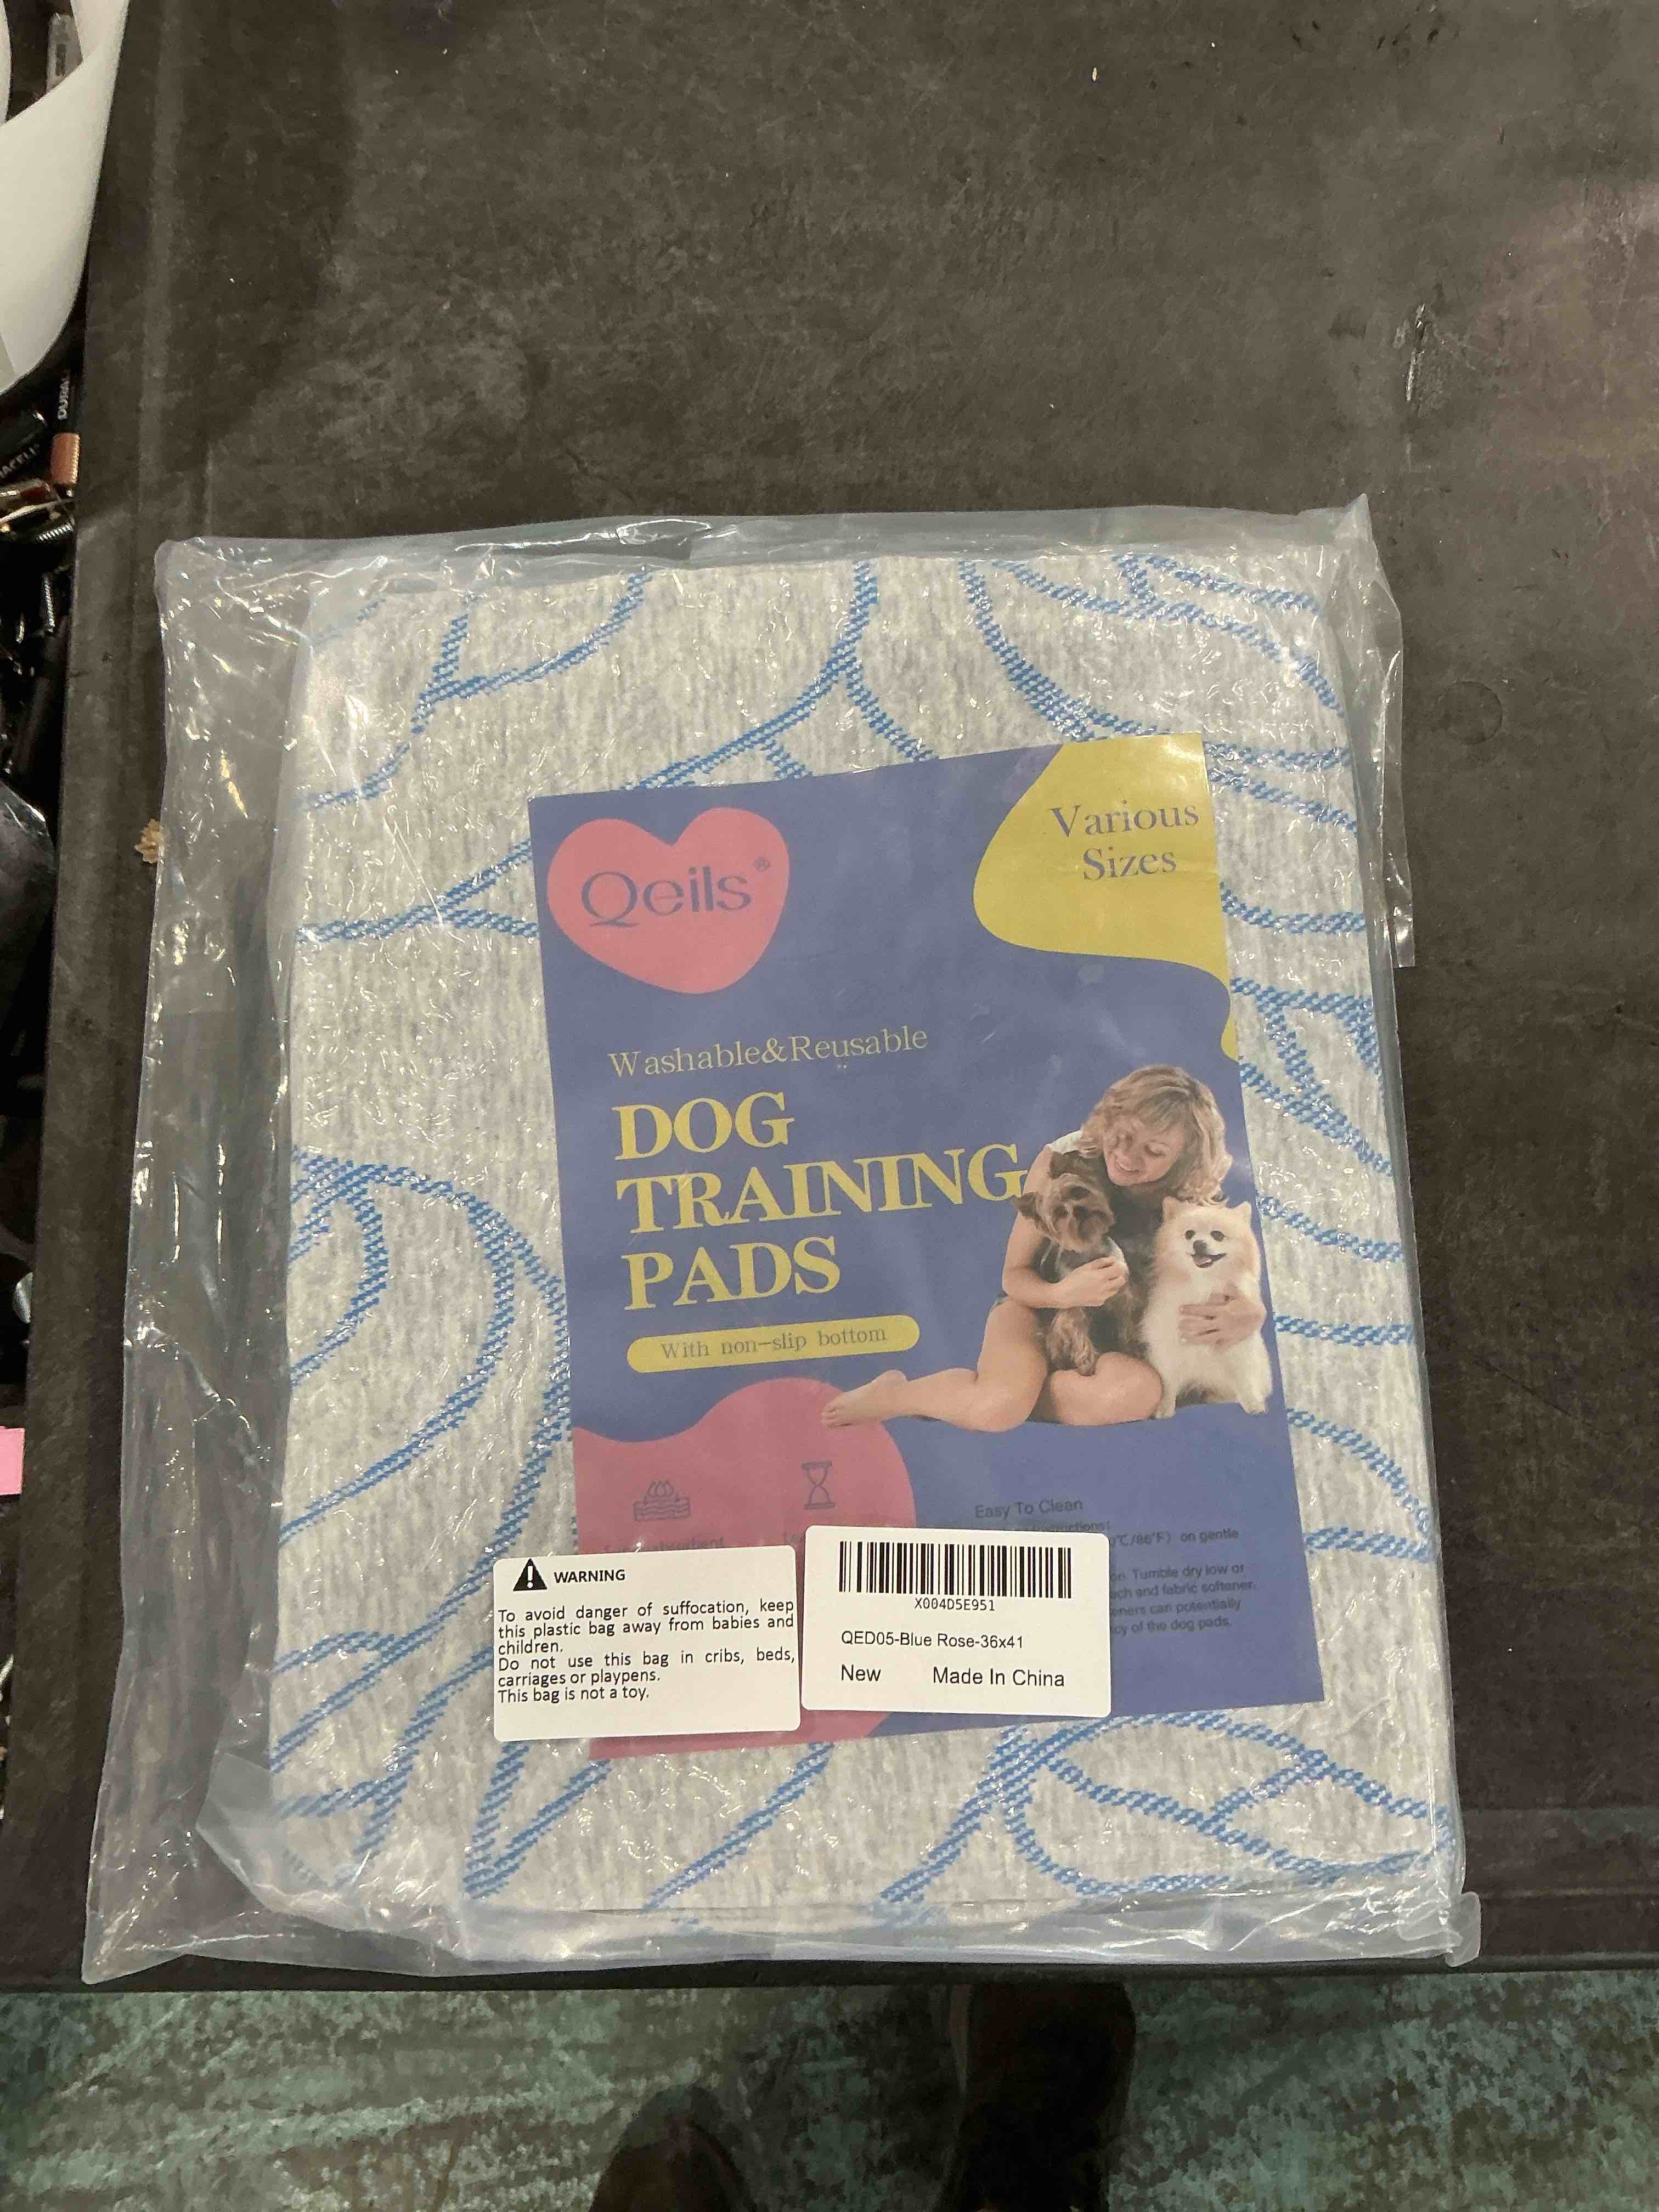 DURAC
ACELL
Qeils®
Various
Sizes
Washable&Reusable
DOG
TRAINING
PADS
With non-slip bottom
Easy To Clean
℃/86℉) on gentle
Tumble dry low or
and fabric softener.
can potentially
of the dog pads.
WARNING
To avoid danger of suffocation, keep
this plastic bag away from babies and
children.
Do not use this bag in cribs, beds,
carriages or playpens.
This bag is not a toy.
X004D5E951
QED05-Blue Rose-36x41
New Made In China